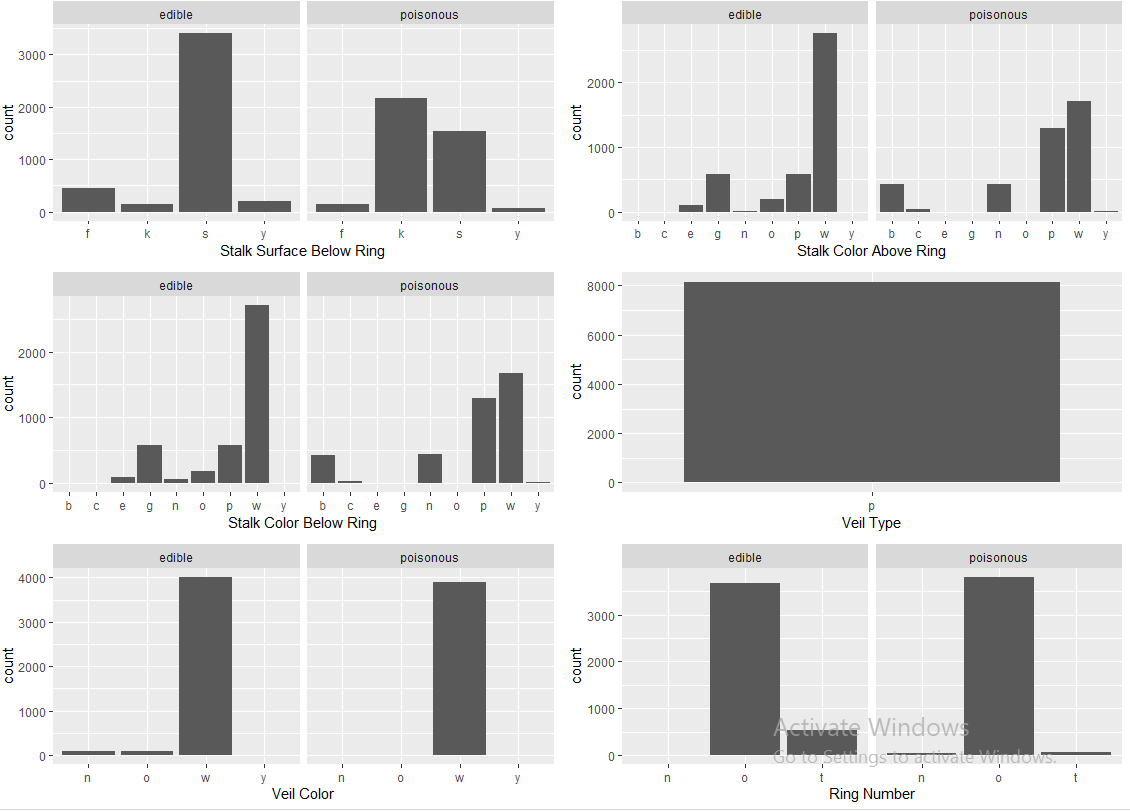 edible poisonous
count
3000
2000
1000
0
f k s y f k s y
Stalk Surface Below Ring
edible poisonous
count
2000
1000
0
b c e g n o p w y b c e g n o p w y
Stalk Color Above Ring
edible poisonous
count
2000
1000
0
b c e g n o p w y b c e g n o p w y
Stalk Color Below Ring
count
8000
6000
4000
2000
0
p
Veil Type
edible poisonous
count
4000
3000
2000
1000
0
n o w y n o w y
Veil Color
edible poisonous
count
3000
2000
1000
0
n o t n o t
Ring Number
Activate Windows
Go to Settings to activate Windows.